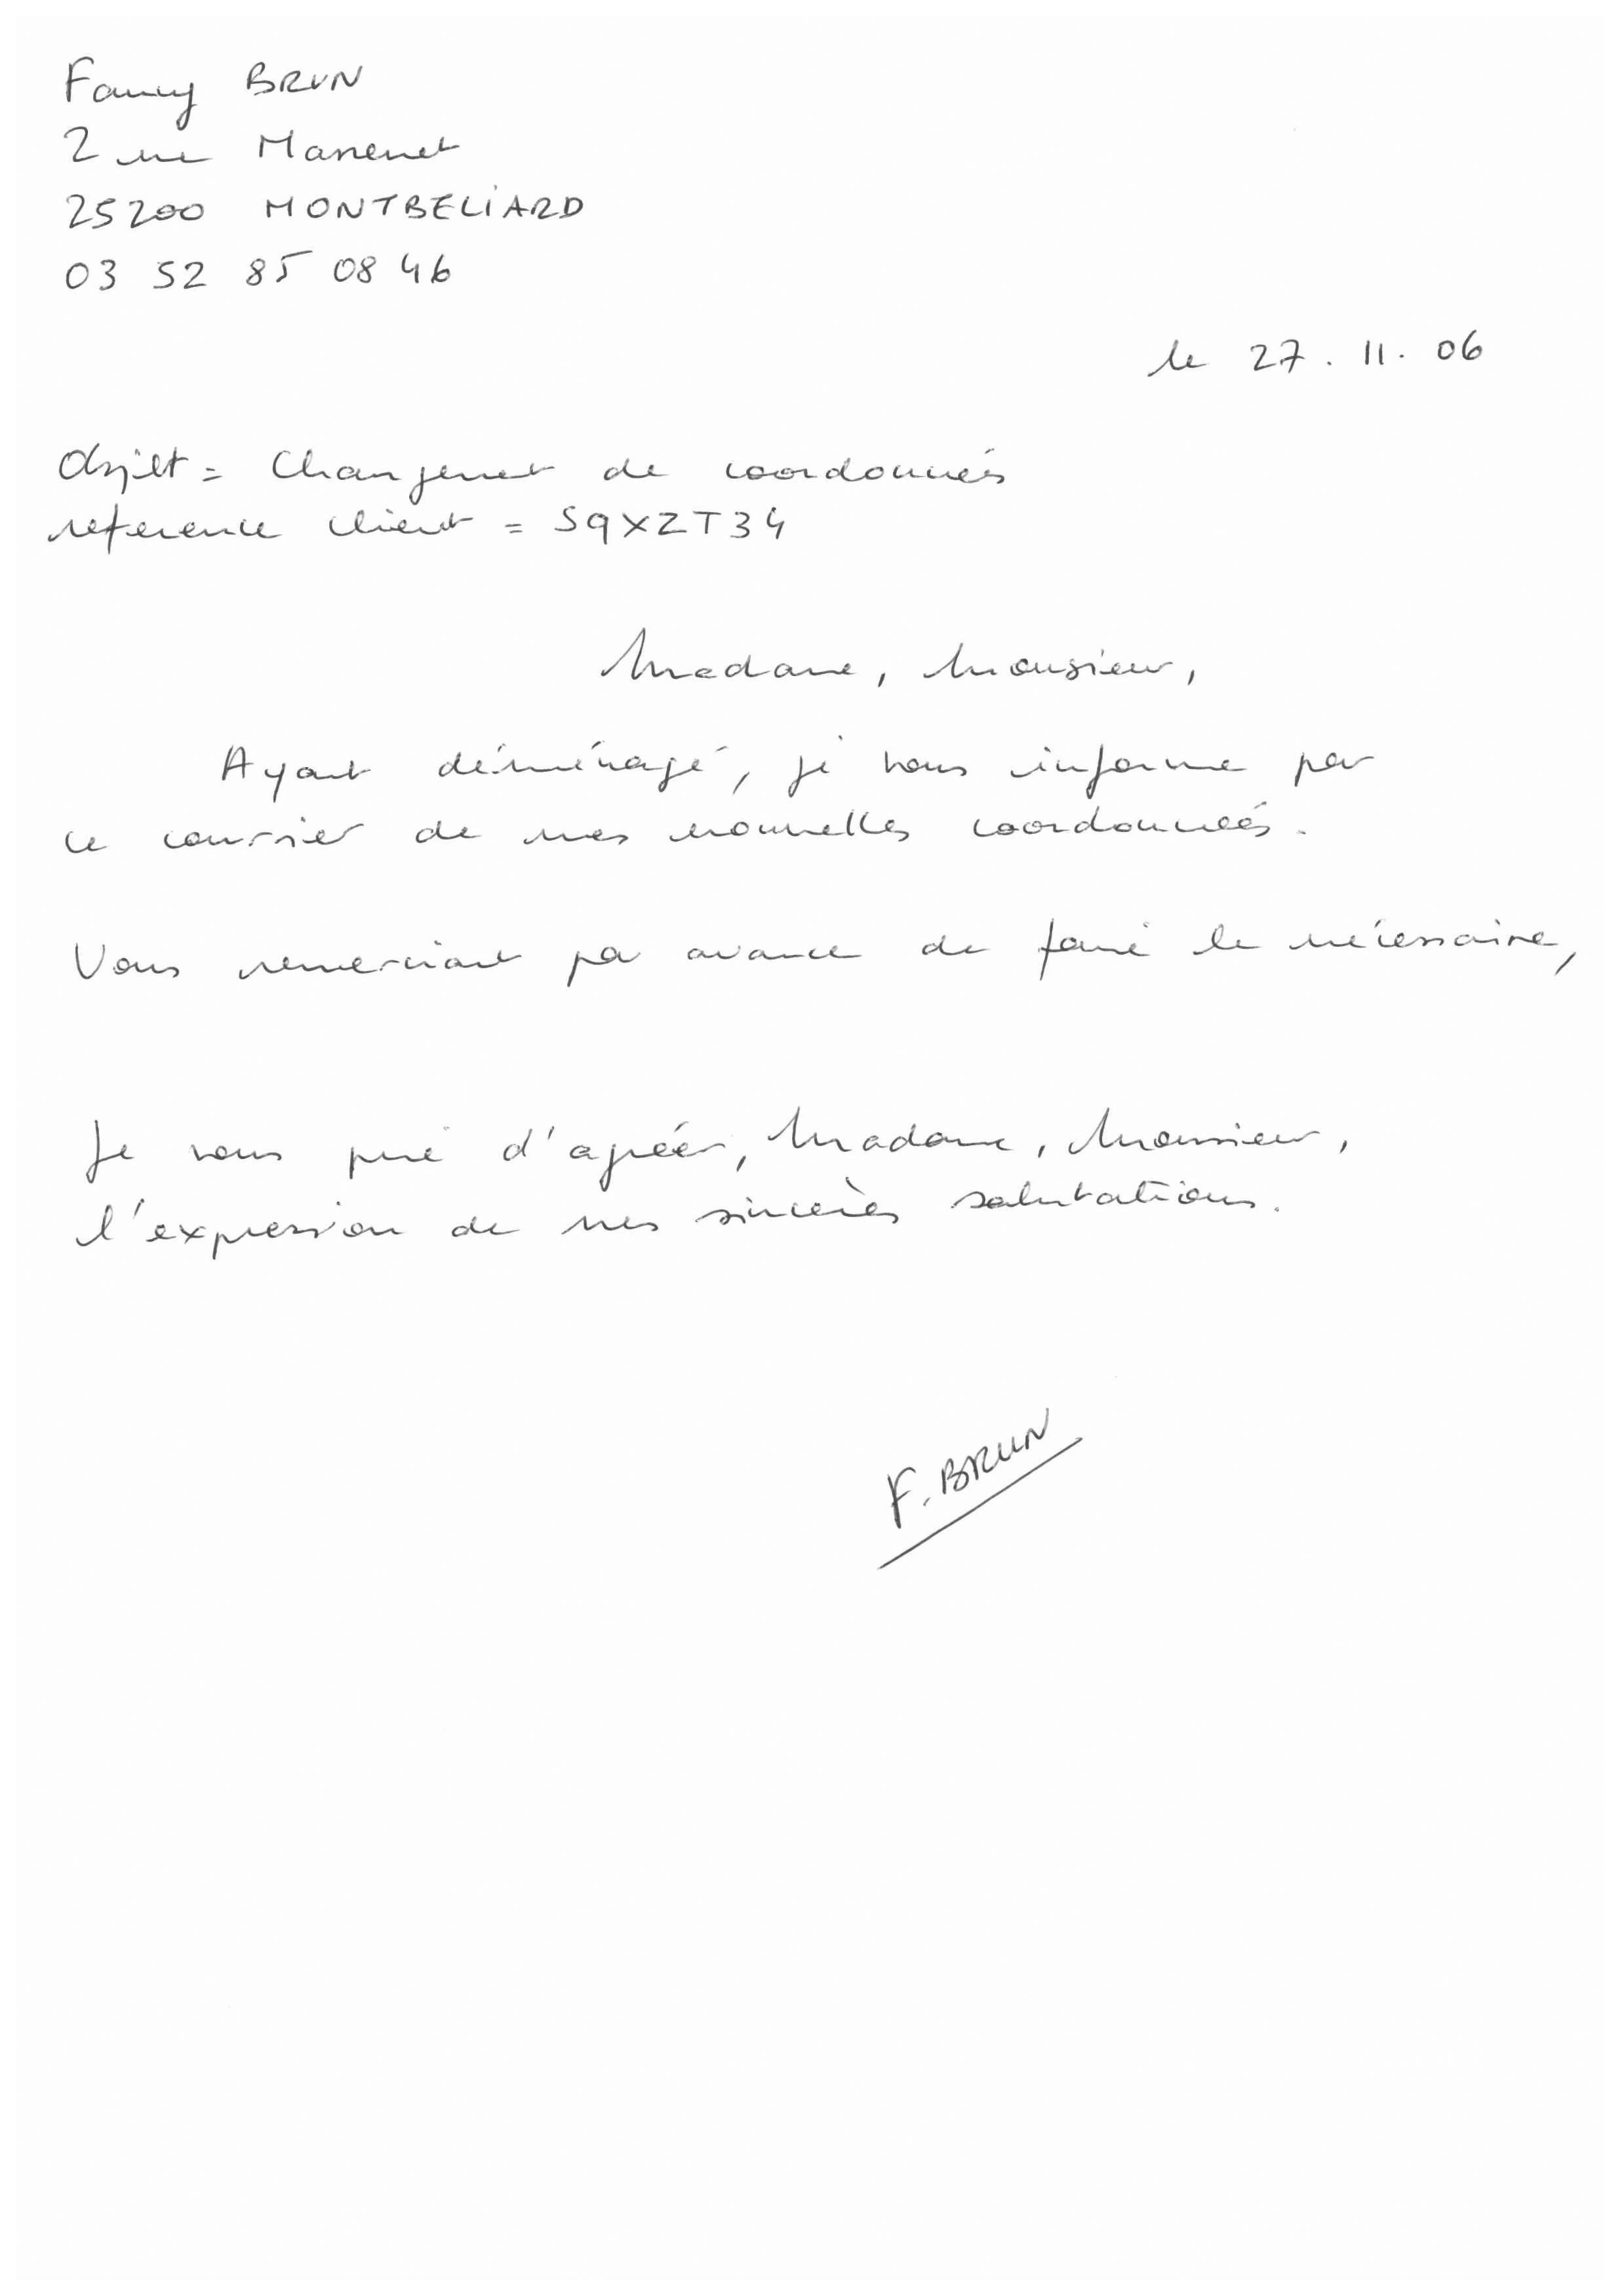 Fanny BRUN
2 rue Massenet
25200 MONTBELIARD
03 52 85 08 46
le 27.11.06
Objet = Changement de coordonnées
reference client = S9XZT34
Madame, Monsieur,
Ayant déménagé, je vous informe par
ce courrier de mes nouvelles coordonnées.
Vous remerciant par avance de faire le nécessaire,
Je vous prie d'agréer, Madame, Monsieur,
l'expression de mes sincères salutations.
F. BRUN